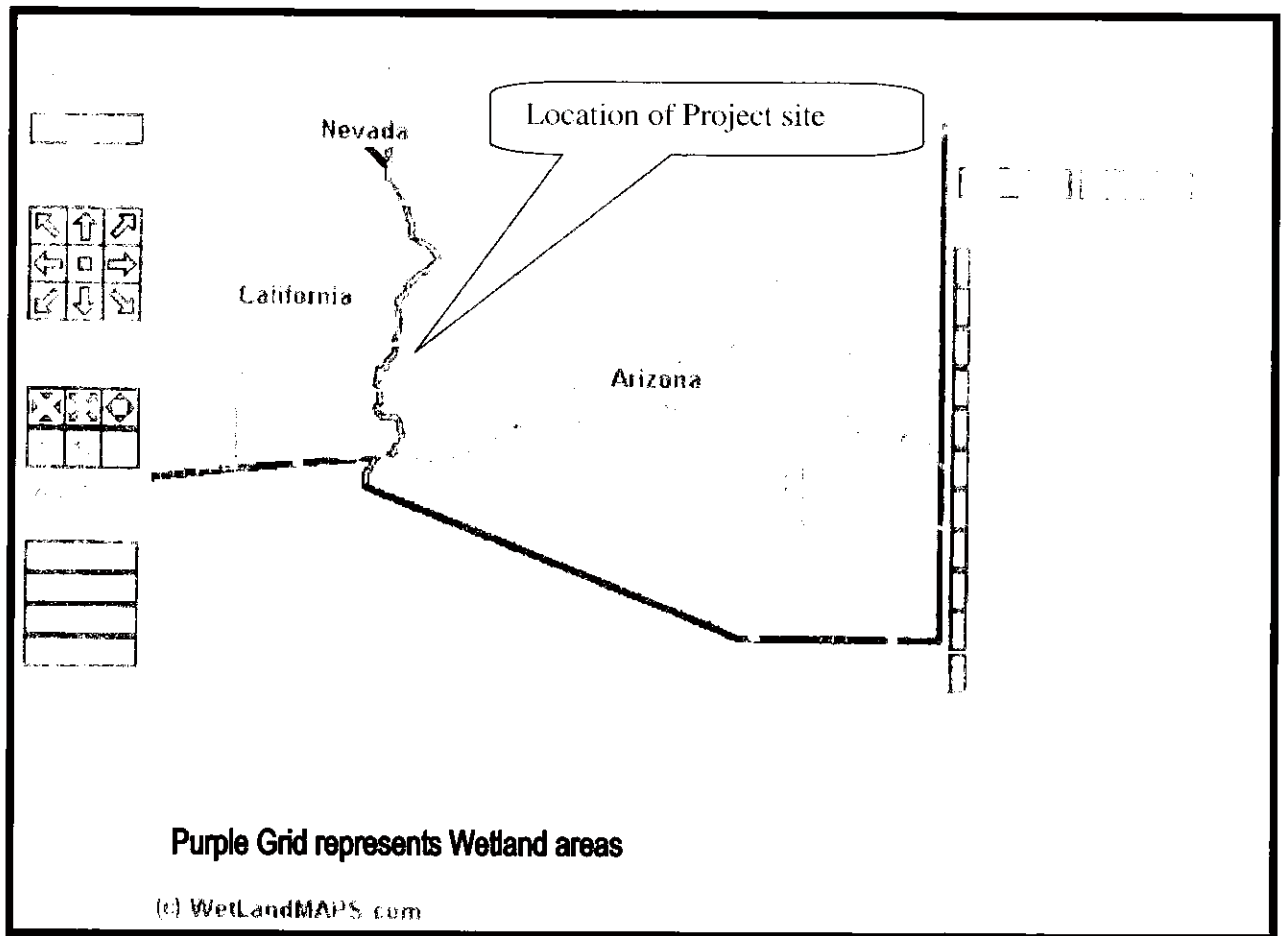 Location of Project site
Nevada
California
Arizona
Purple Grid represents Wetland areas
(c) WetLandMAPS.com